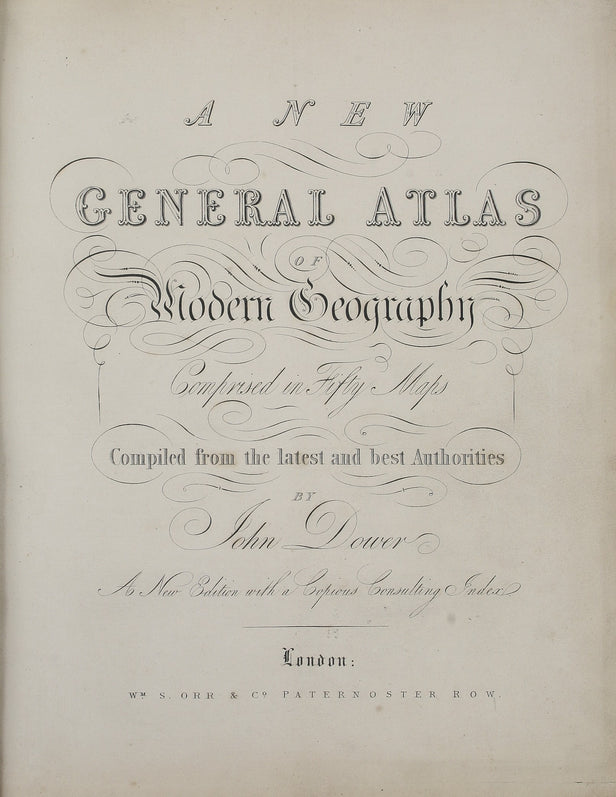 A NEW
GENERAL ATLAS
OF
Modern Geography
Comprised in Fifty Maps
Compiled from the latest and best Authorities
BY
John Dower
A New Edition with a Copious Consulting Index
London:
Wᴹ S. ORR & Cº PATERNOSTER ROW.